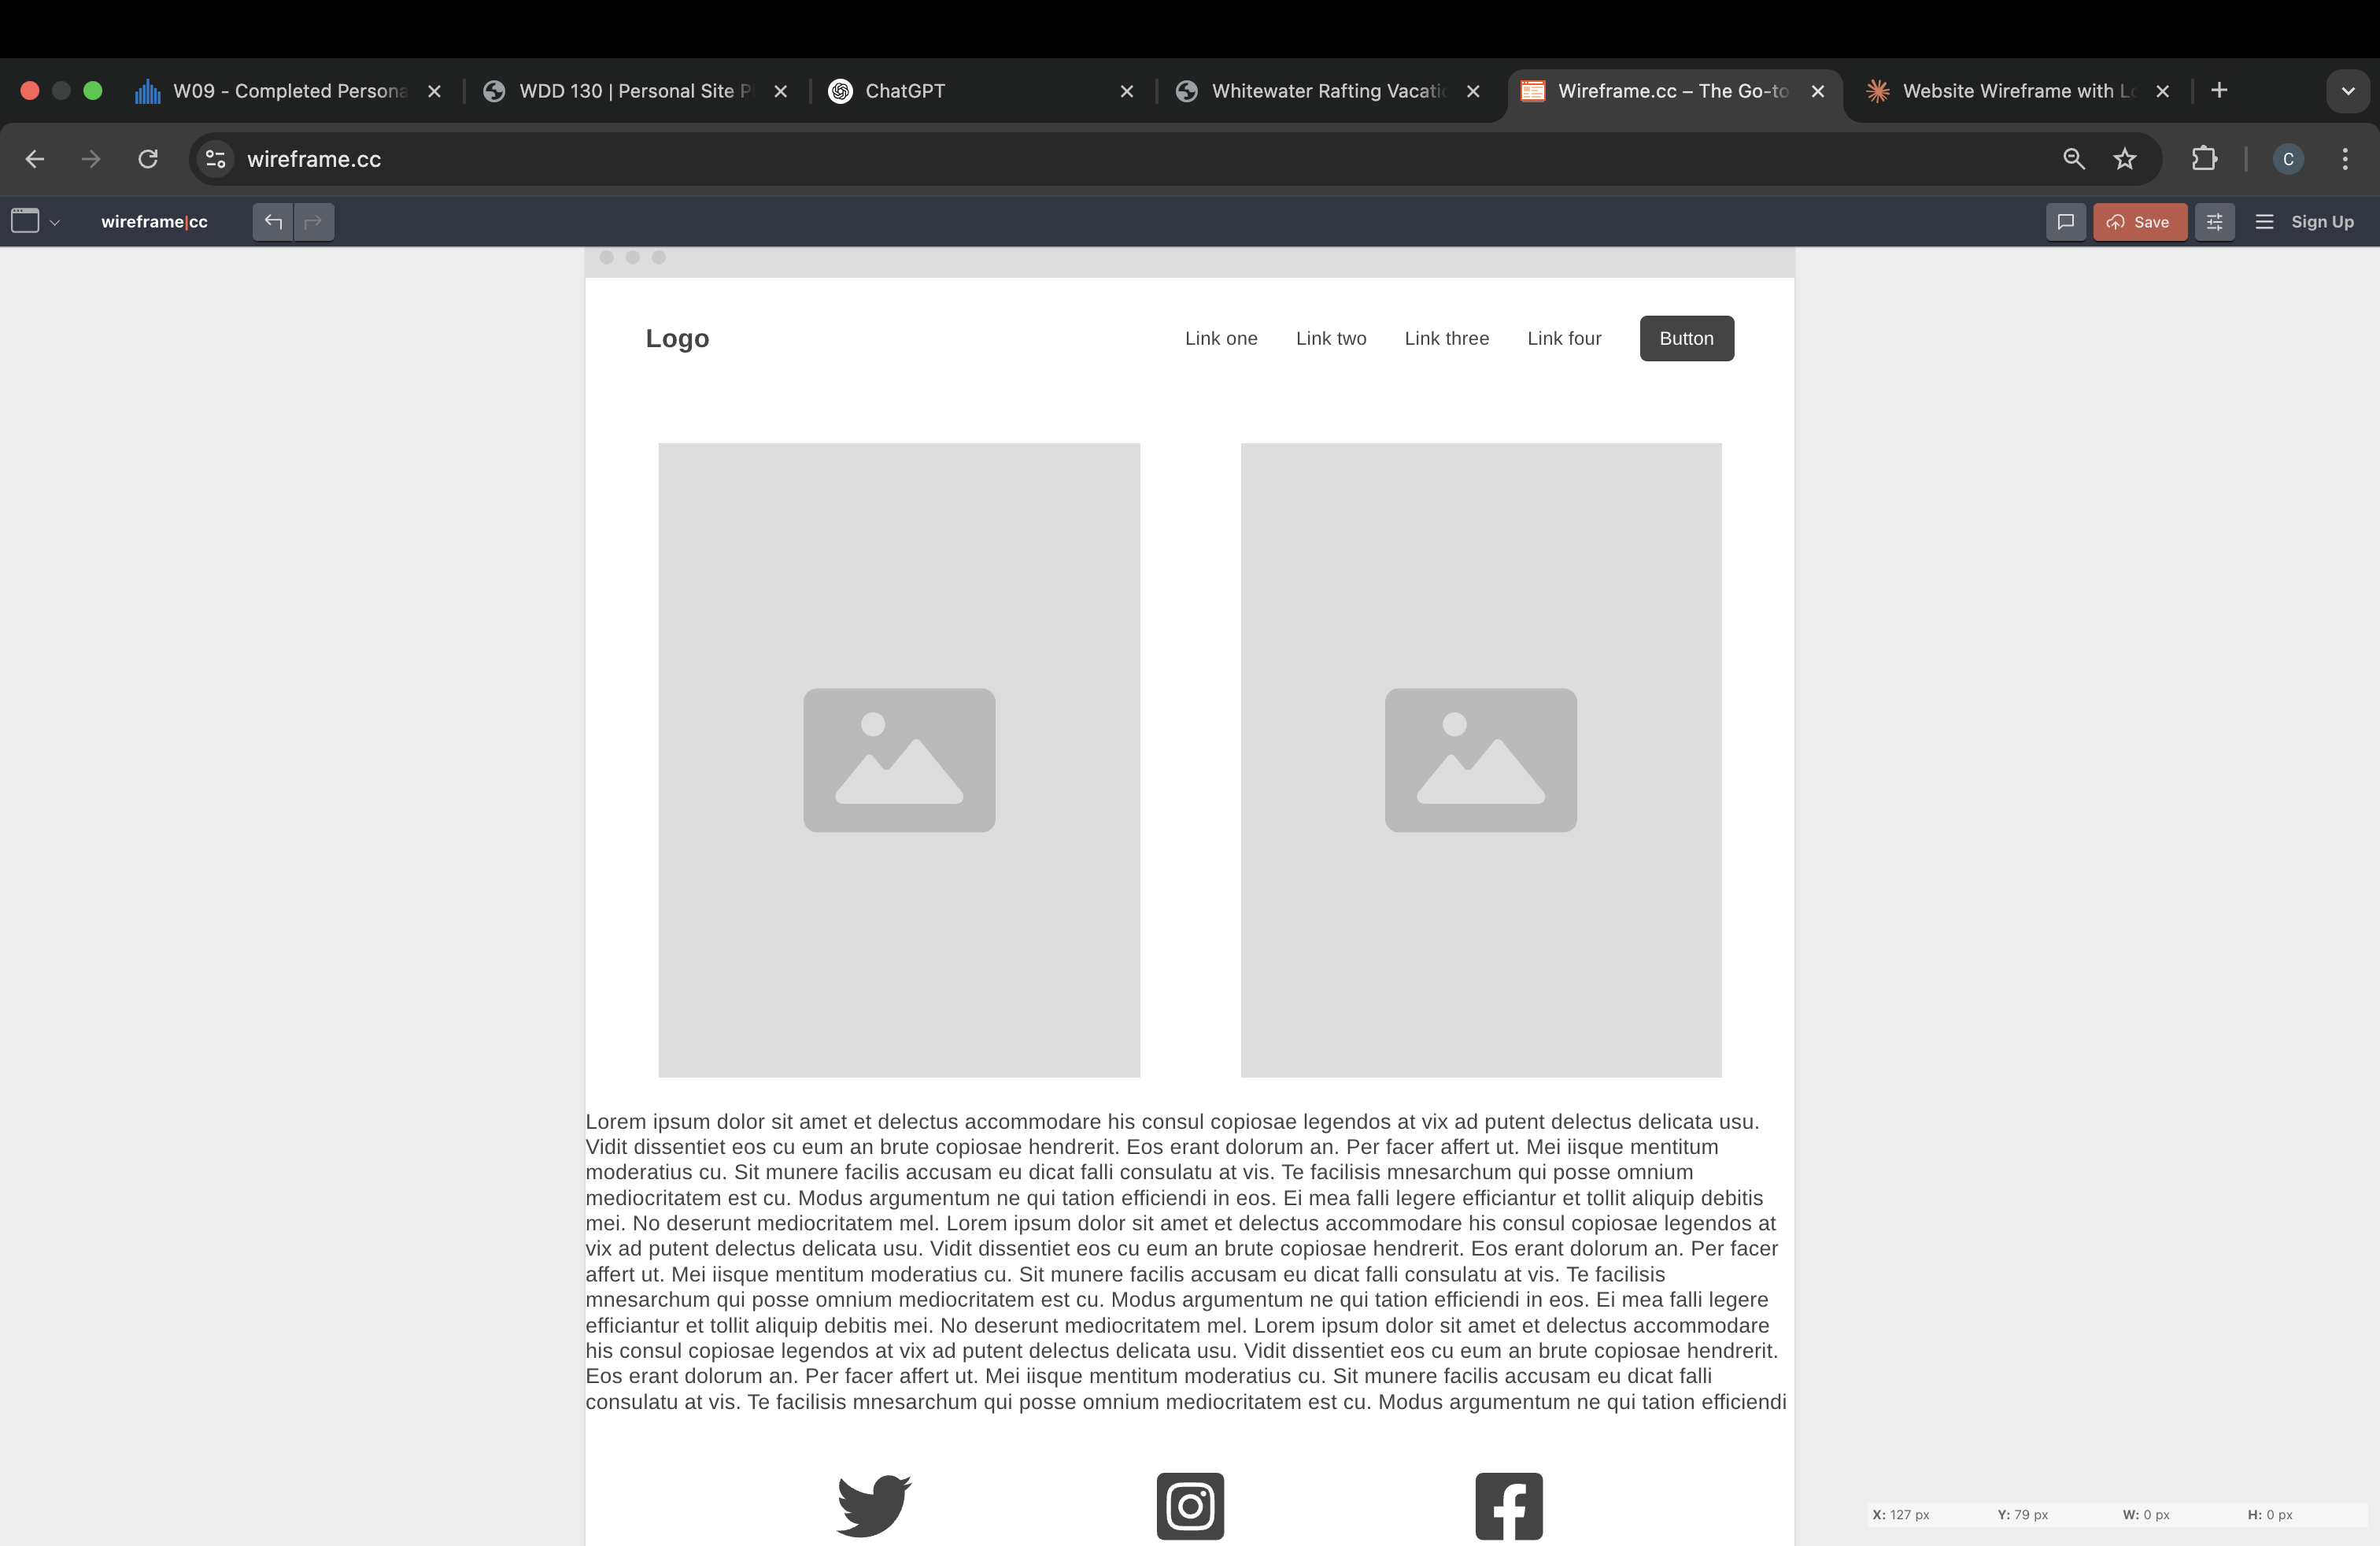 W09 - Completed Persona
WDD 130 | Personal Site P
ChatGPT
Whitewater Rafting Vacatic
Wireframe.cc – The Go-to
Website Wireframe with Lo
wireframe.cc
C
wireframe|cc
Save
Sign Up
Logo
Link one
Link two
Link three
Link four
Button
Lorem ipsum dolor sit amet et delectus accommodare his consul copiosae legendos at vix ad putent delectus delicata usu.
Vidit dissentiet eos cu eum an brute copiosae hendrerit. Eos erant dolorum an. Per facer affert ut. Mei iisque mentitum
moderatius cu. Sit munere facilis accusam eu dicat falli consulatu at vis. Te facilisis mnesarchum qui posse omnium
mediocritatem est cu. Modus argumentum ne qui tation efficiendi in eos. Ei mea falli legere efficiantur et tollit aliquip debitis
mei. No deserunt mediocritatem mel. Lorem ipsum dolor sit amet et delectus accommodare his consul copiosae legendos at
vix ad putent delectus delicata usu. Vidit dissentiet eos cu eum an brute copiosae hendrerit. Eos erant dolorum an. Per facer
affert ut. Mei iisque mentitum moderatius cu. Sit munere facilis accusam eu dicat falli consulatu at vis. Te facilisis
mnesarchum qui posse omnium mediocritatem est cu. Modus argumentum ne qui tation efficiendi in eos. Ei mea falli legere
efficiantur et tollit aliquip debitis mei. No deserunt mediocritatem mel. Lorem ipsum dolor sit amet et delectus accommodare
his consul copiosae legendos at vix ad putent delectus delicata usu. Vidit dissentiet eos cu eum an brute copiosae hendrerit.
Eos erant dolorum an. Per facer affert ut. Mei iisque mentitum moderatius cu. Sit munere facilis accusam eu dicat falli
consulatu at vis. Te facilisis mnesarchum qui posse omnium mediocritatem est cu. Modus argumentum ne qui tation efficiendi
X: 127 px Y: 79 px W: 0 px H: 0 px